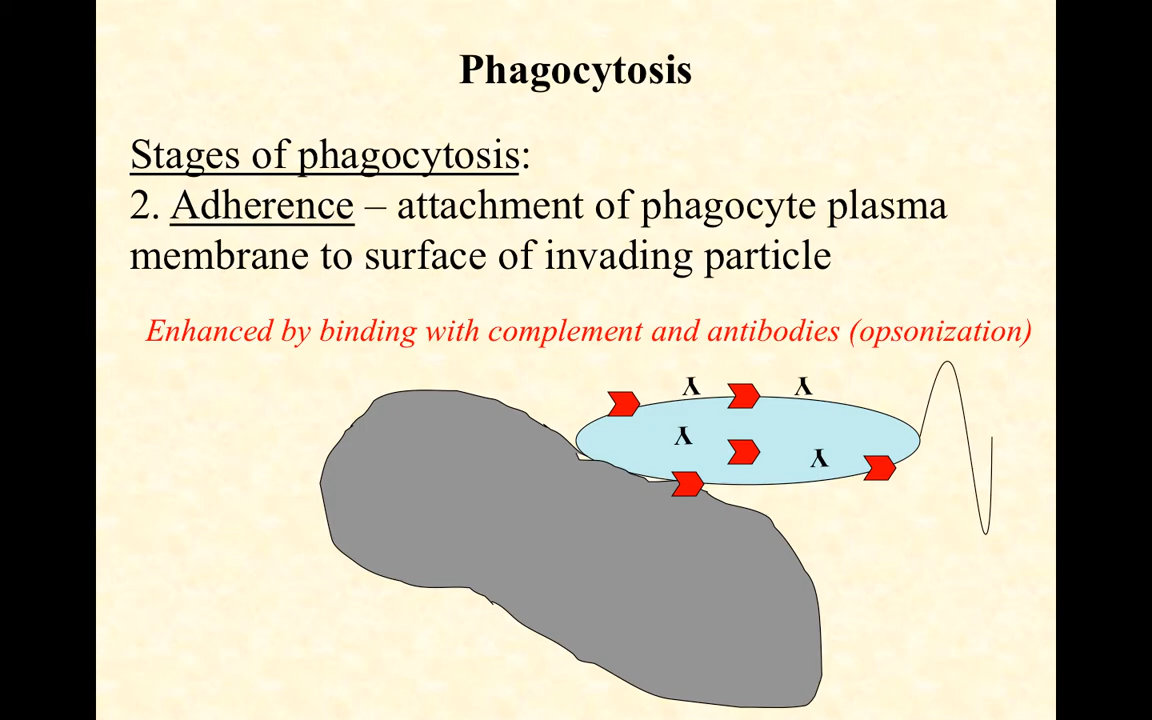 Phagocytosis
Stages of phagocytosis:
2. Adherence – attachment of phagocyte plasma
membrane to surface of invading particle
Enhanced by binding with complement and antibodies (opsonization)